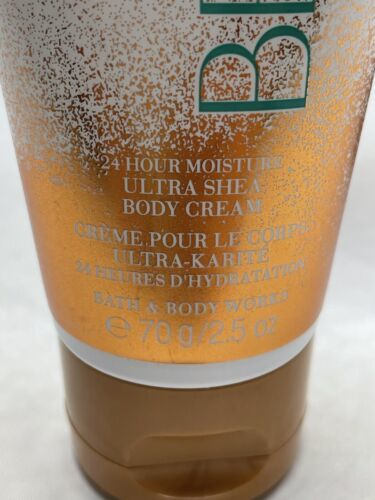 24 HOUR MOISTURE
ULTRA SHEA
BODY CREAM
CRÈME POUR LE CORPS
ULTRA-KARITÉ
24 HEURES D'HYDRATATION
BATH & BODY WORKS
℮ 70 g/2.5 oz